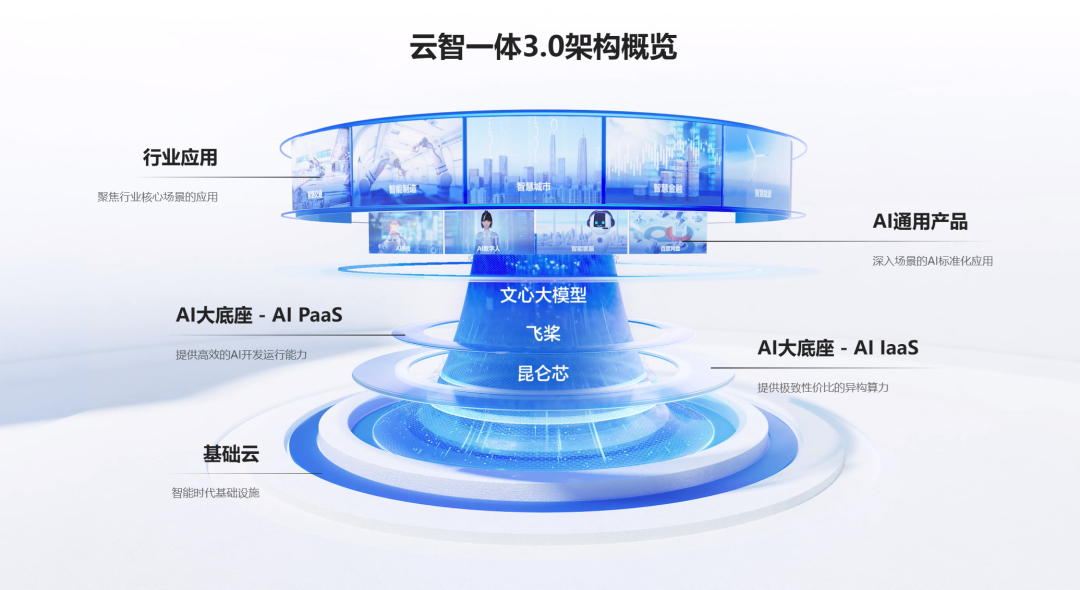 云智一体3.0架构概览
行业应用
聚焦行业核心场景的应用
智能制造
智慧城市
智慧金融
智慧能源
AI通用产品
深入场景的AI标准化应用
AI数字人
智能客服
百度网盘
文心大模型
AI大底座 - AI PaaS
提供高效的AI开发运行能力
飞桨
AI大底座 - AI IaaS
提供极致性价比的异构算力
昆仑芯
基础云
智能时代基础设施